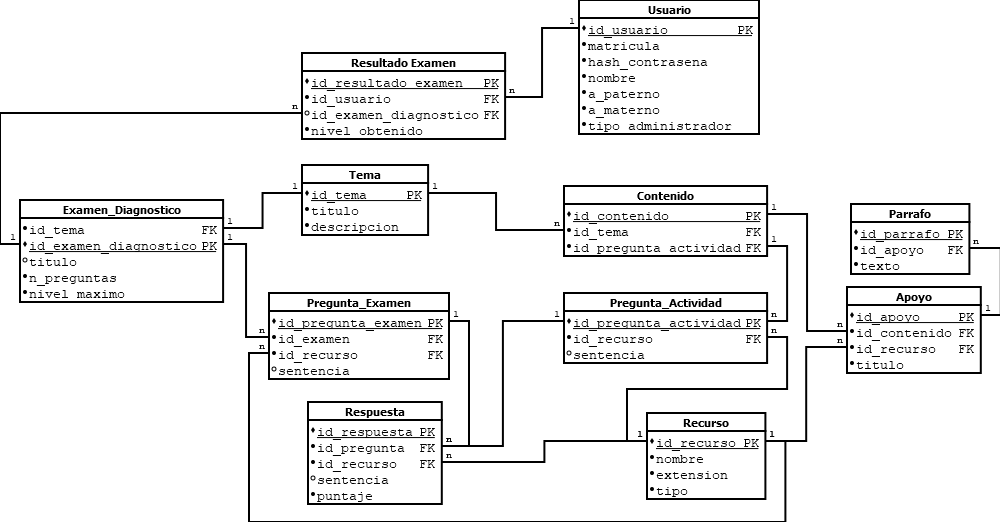 Usuario
id_usuario PK
matricula
hash_contrasena
nombre
a_paterno
a_materno
tipo_administrador
1
Resultado Examen
id_resultado_examen PK
id_usuario FK
id_examen_diagnostico FK
nivel_obtenido
n
n
Tema
id_tema PK
titulo
descripcion
1
1
Examen_Diagnostico
id_tema FK
id_examen_diagnostico PK
titulo
n_preguntas
nivel_maximo
1
1
1
Contenido
id_contenido PK
id_tema FK
id_pregunta_actividad FK
n
1
1
Parrafo
id_parrafo PK
id_apoyo FK
texto
n
Pregunta_Examen
id_pregunta_examen PK
id_examen FK
id_recurso FK
sentencia
1
n
n
Pregunta_Actividad
id_pregunta_actividad PK
id_recurso FK
sentencia
1
n
n
Apoyo
id_apoyo PK
id_contenido FK
id_recurso FK
titulo
1
n
n
Respuesta
id_respuesta PK
id_pregunta FK
id_recurso FK
sentencia
puntaje
n
n
Recurso
id_recurso PK
nombre
extension
tipo
1
1